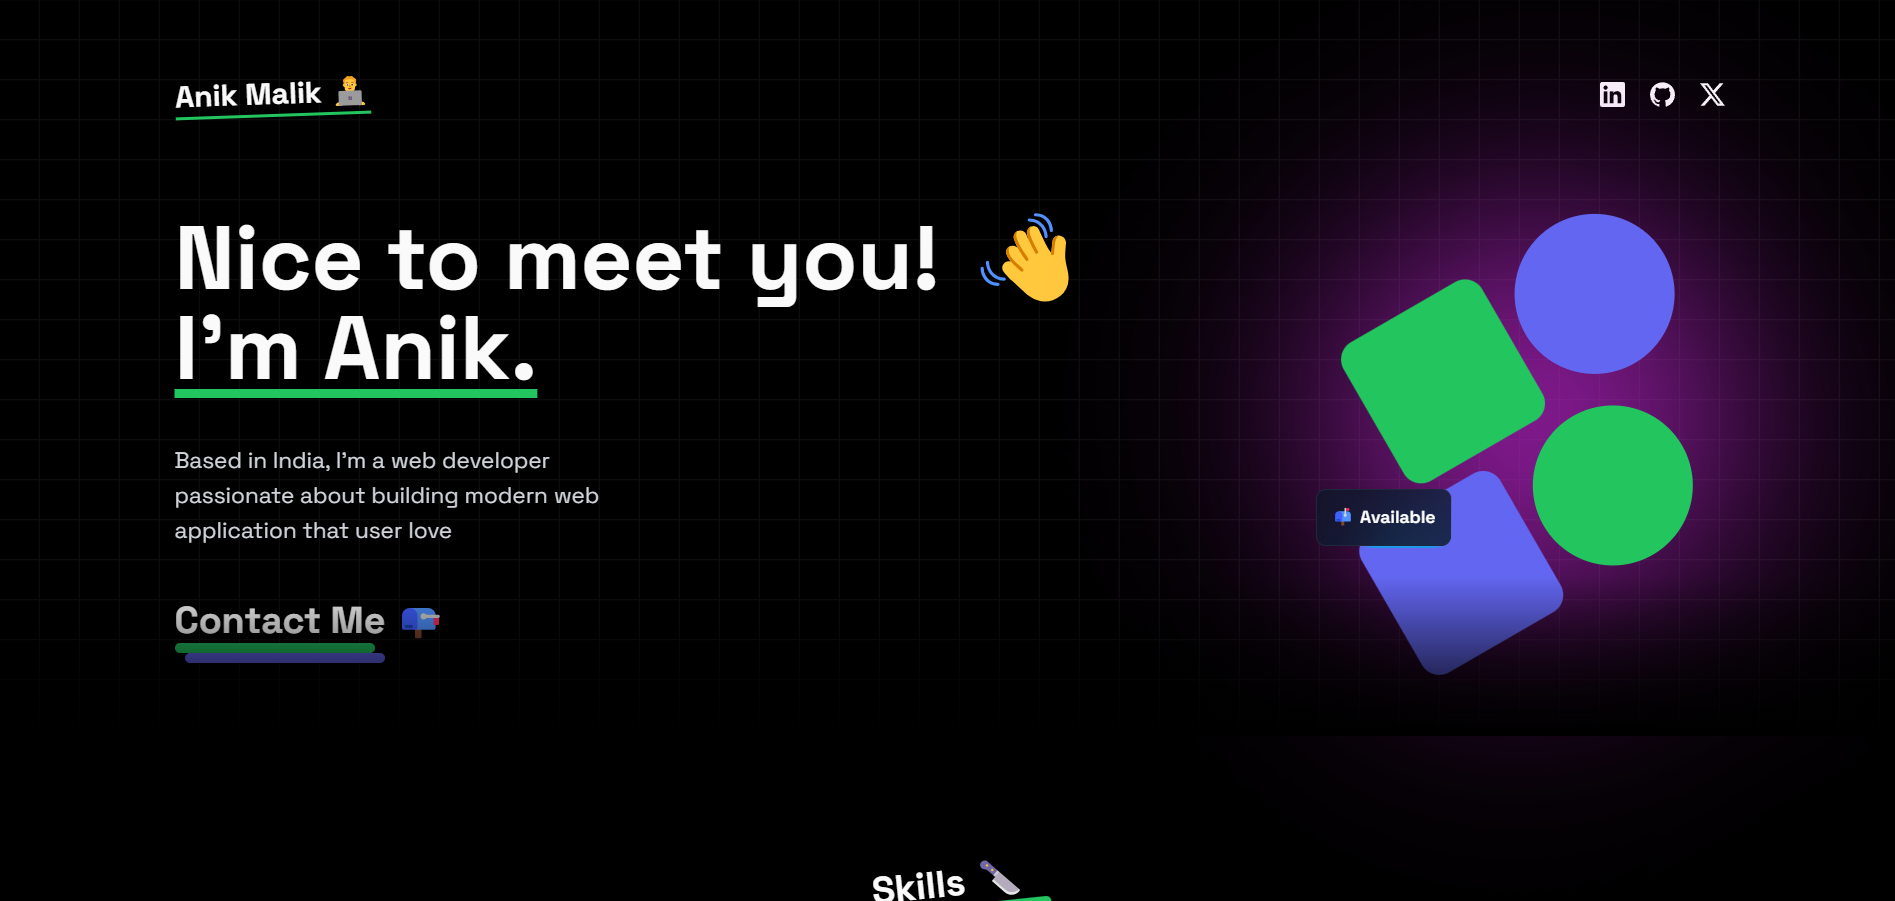 Anik Malik
Nice to meet you!
I'm Anik.
Based in India, I'm a web developer
passionate about building modern web
application that user love
Available
Contact Me
Skills